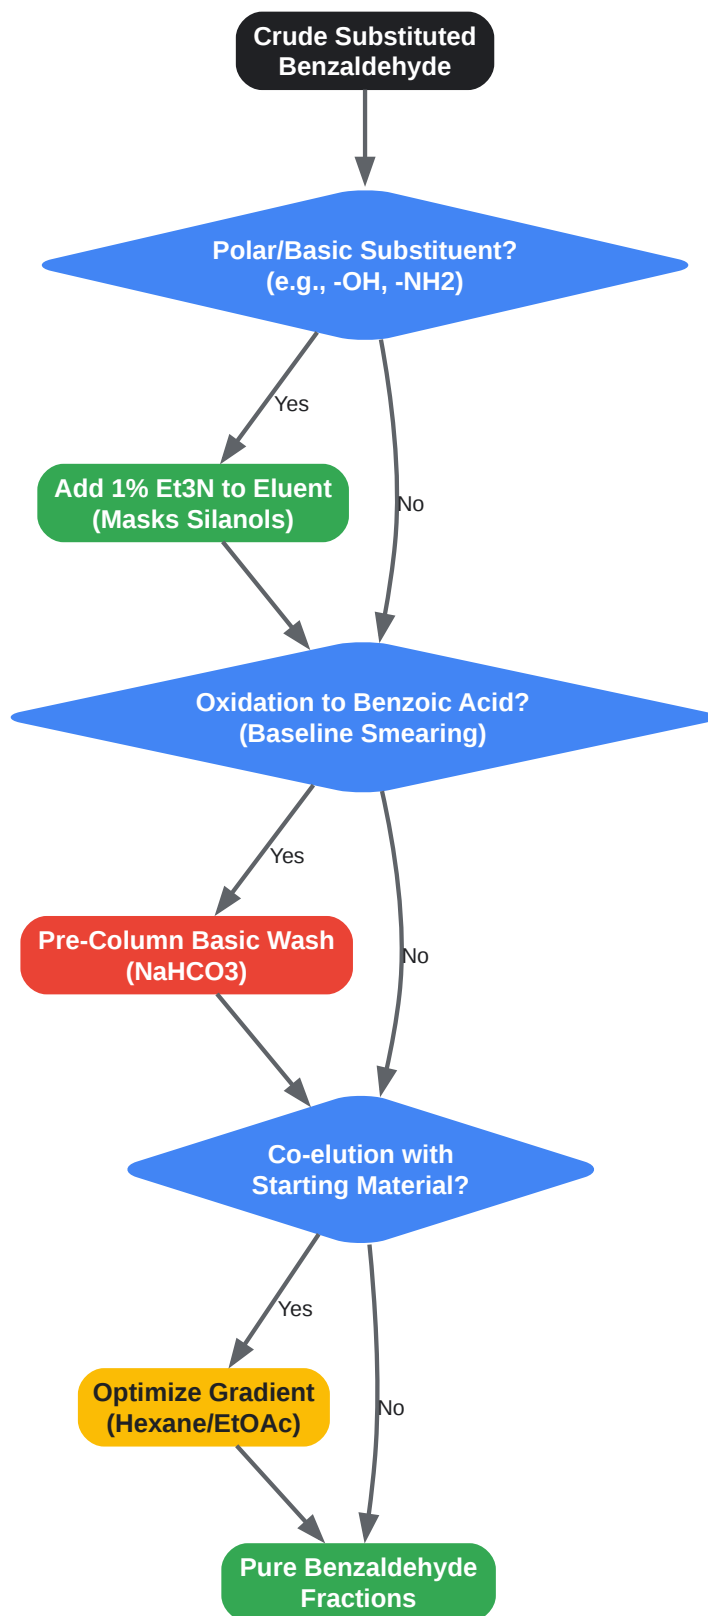 Crude Substituted
Benzaldehyde
Polar/Basic Substituent?
(e.g., -OH, -NH2)
Yes
Add 1% Et3N to Eluent
(Masks Silanols)
No
Oxidation to Benzoic Acid?
(Baseline Smearing)
Yes
Pre-Column Basic Wash
(NaHCO3)
No
Co-elution with
Starting Material?
Yes
Optimize Gradient
(Hexane/EtOAc)
No
Pure Benzaldehyde
Fractions